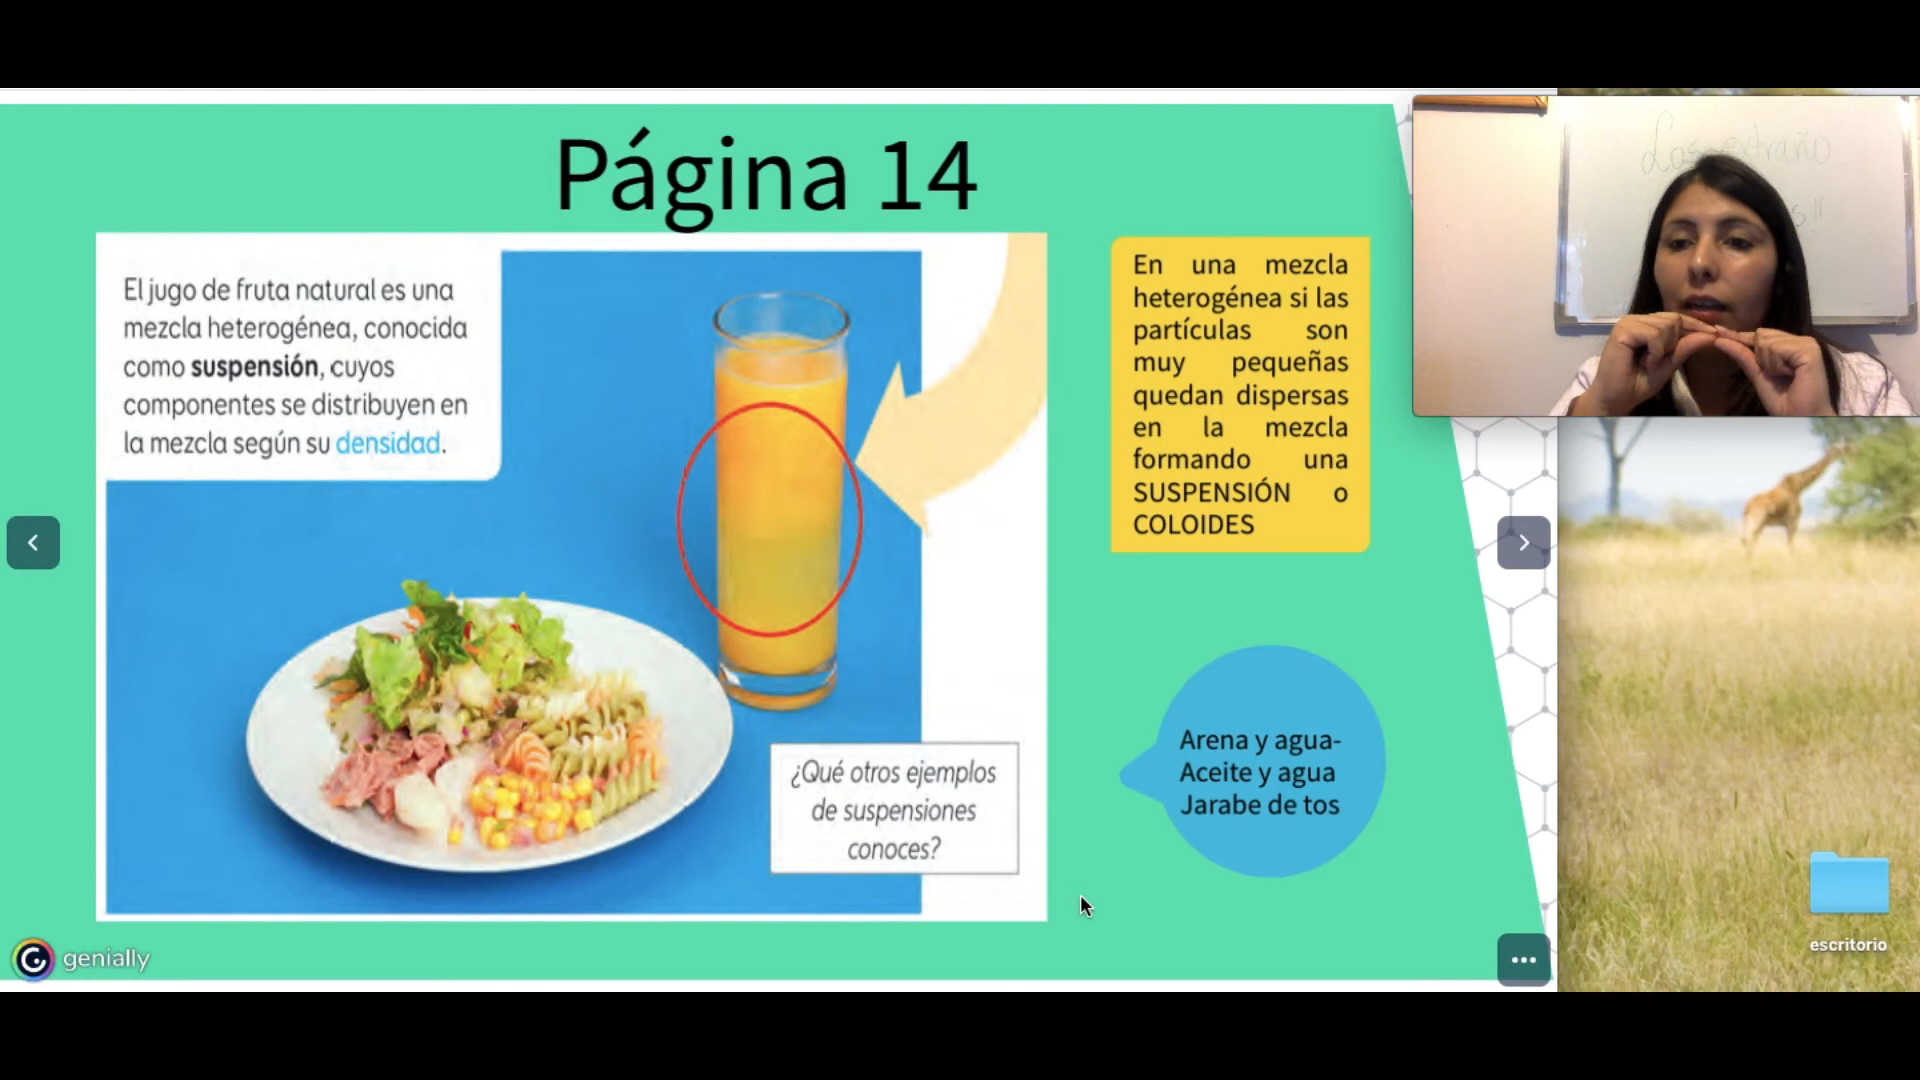 Página 14
El jugo de fruta natural es una
mezcla heterogénea, conocida
como suspensión, cuyos
componentes se distribuyen en
la mezcla según su densidad.
¿Qué otros ejemplos
de suspensiones
conoces?
En una mezcla
heterogénea si las
partículas son
muy pequeñas
quedan dispersas
en la mezcla
formando una
SUSPENSIÓN o
COLOIDES
Arena y agua-
Aceite y agua
Jarabe de tos
Los extraño
genially
escritorio